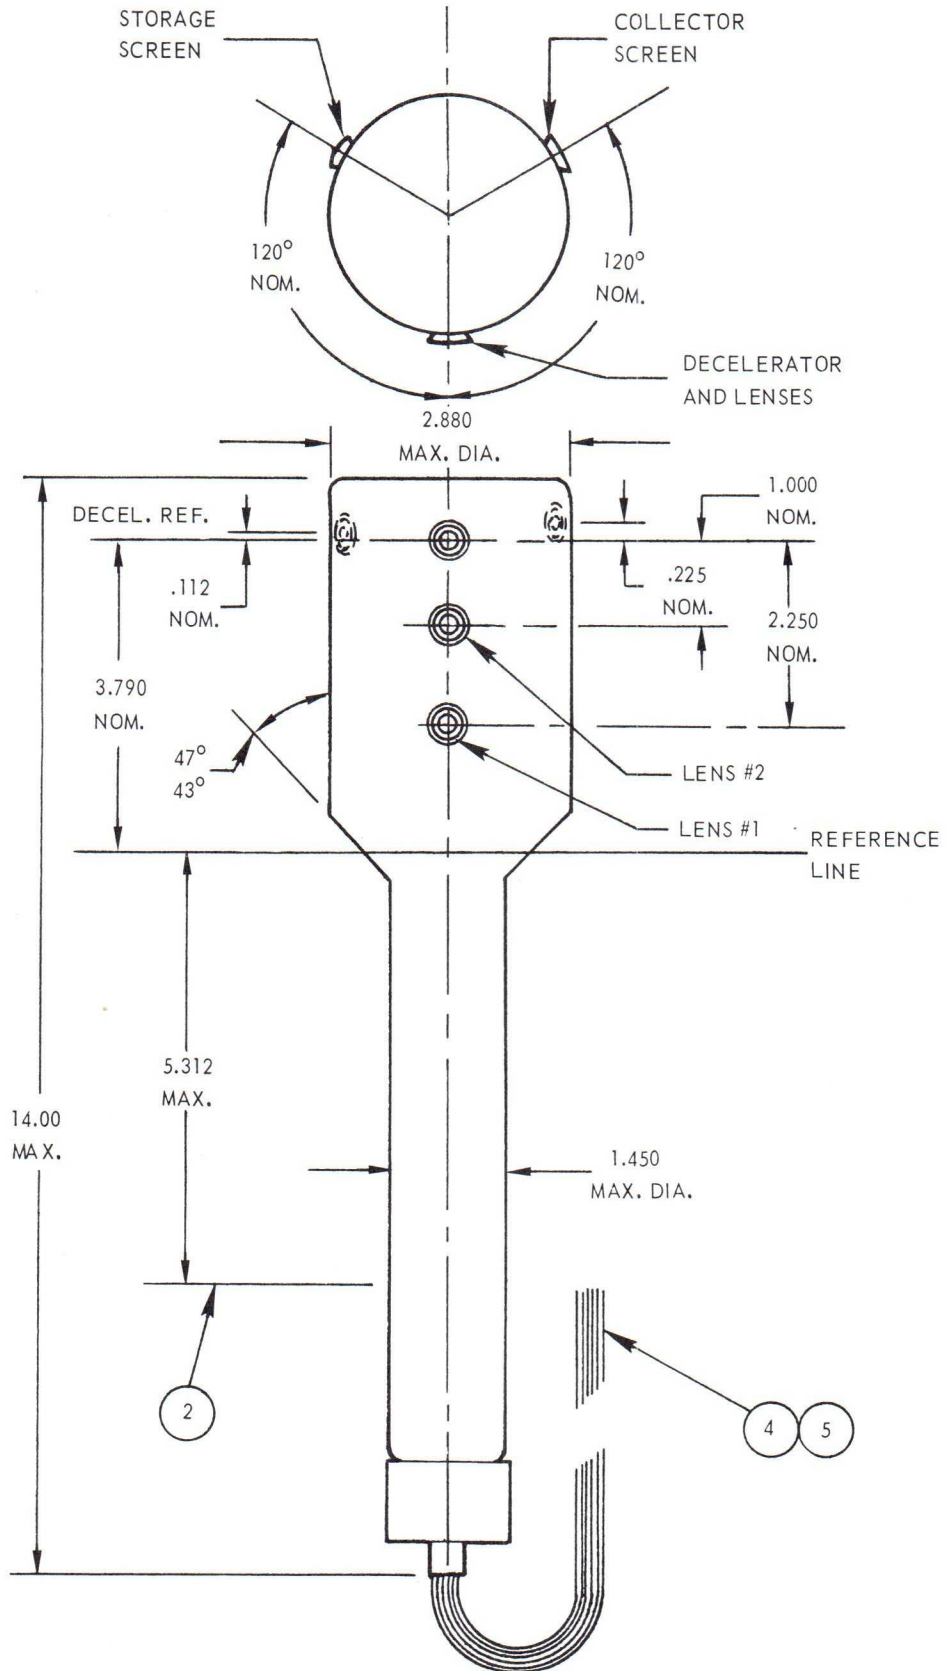 STORAGE
SCREEN
COLLECTOR
SCREEN
120°
NOM.
120°
NOM.
DECELERATOR
AND LENSES
2.880
MAX. DIA.
1.000
NOM.
DECEL. REF.
.112
NOM.
.225
NOM.
2.250
NOM.
3.790
NOM.
47°
43°
LENS #2
LENS #1
REFERENCE
LINE
5.312
MAX.
14.00
MAX.
1.450
MAX. DIA.
2
4
5